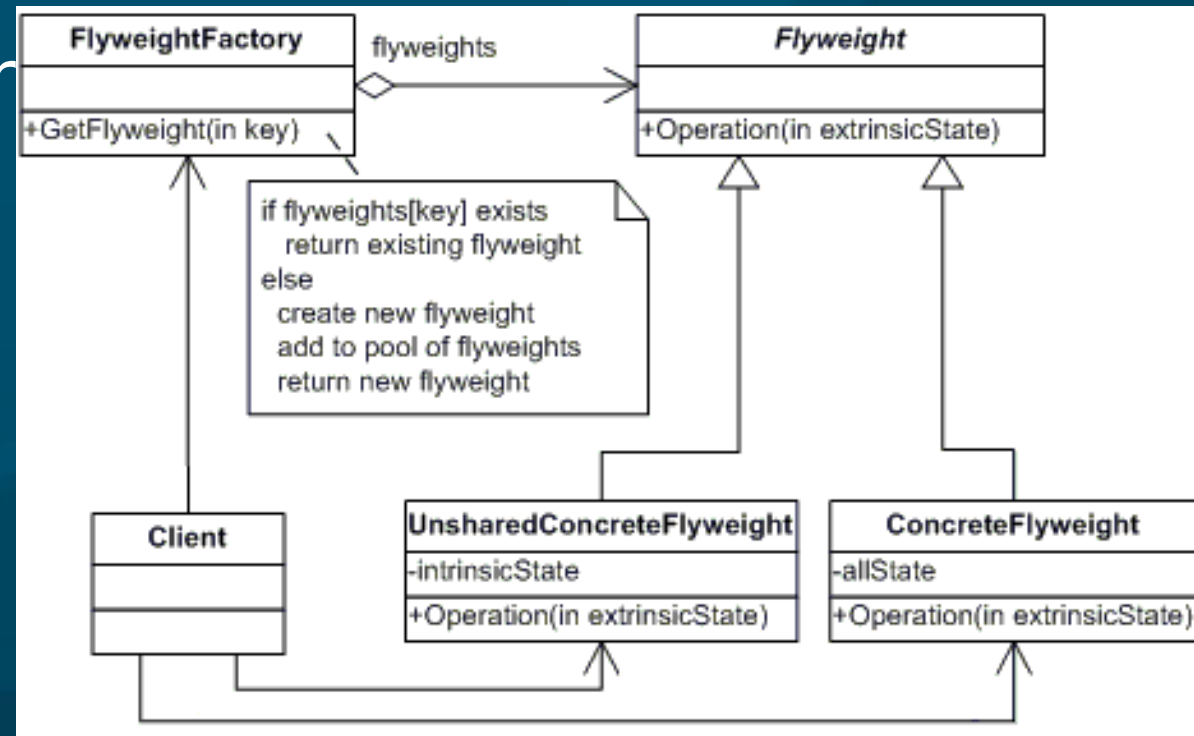 FlyweightFactory
+GetFlyweight(in key)
flyweights
Flyweight
+Operation(in extrinsicState)
if flyweights[key] exists
return existing flyweight
else
create new flyweight
add to pool of flyweights
return new flyweight
Client
UnsharedConcreteFlyweight
-intrinsicState
+Operation(in extrinsicState)
ConcreteFlyweight
-allState
+Operation(in extrinsicState)